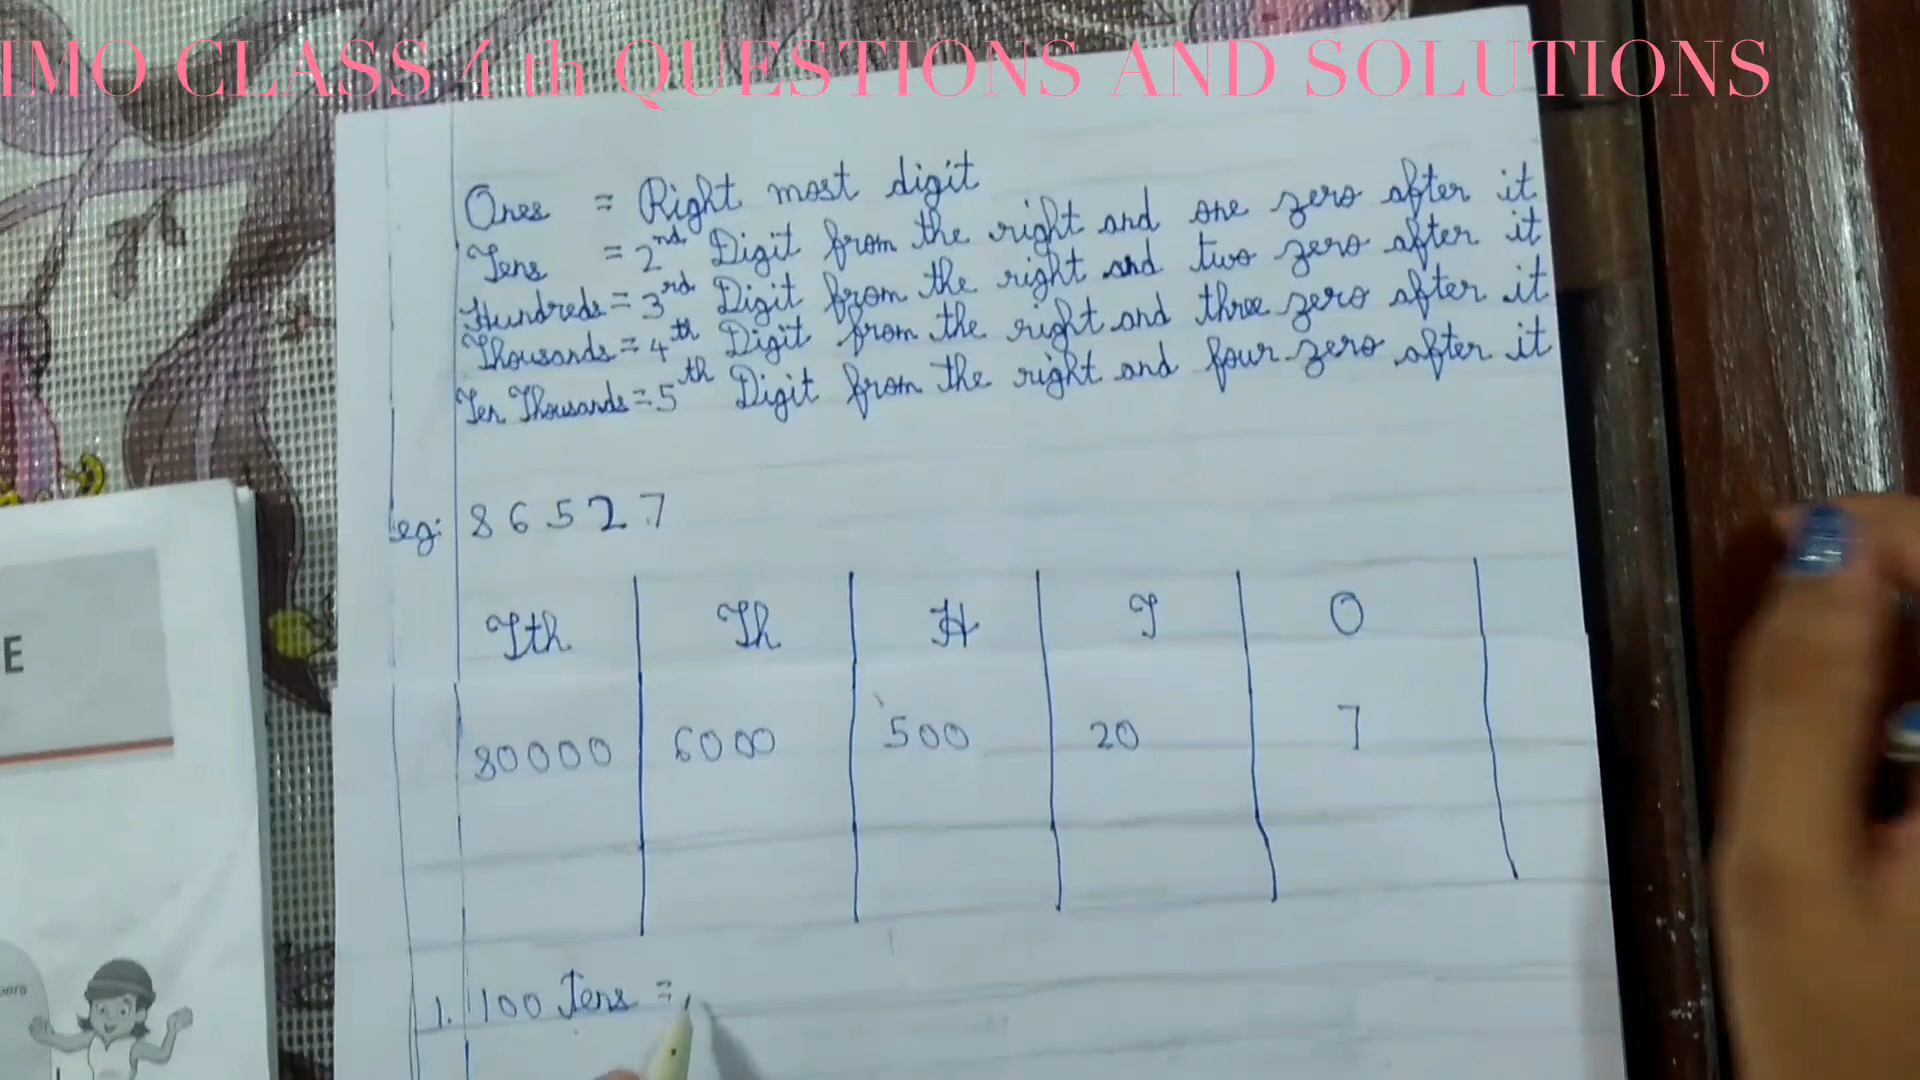 IMO CLASS 4 th QUESTIONS AND SOLUTIONS
Ones = Right most digit
Tens = 2nd Digit from the right and one zero after it
Hundreds = 3rd Digit from the right and two zero after it
Thousands = 4th Digit from the right and three zero after it
Ten Thousands = 5th Digit from the right and four zero after it
eg: 86527
Tth Th H T O
80000 6000 500 20 7
1. 100 Tens =
E